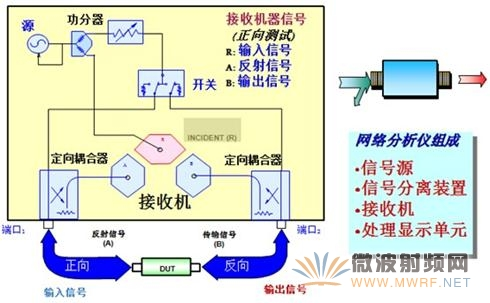 源
功分器
接收机器信号
(正向测试)
R: 输入信号
A: 反射信号
B: 输出信号
开关
INCIDENT (R)
定向耦合器
定向耦合器
R
A
B
接收机
端口1
端口2
反射信号
(A)
传输信号
(B)
正向
DUT
反向
输入信号
输出信号
网络分析仪组成
•信号源
•信号分离装置
•接收机
•处理显示单元
微波射频网
www.mwrf.net